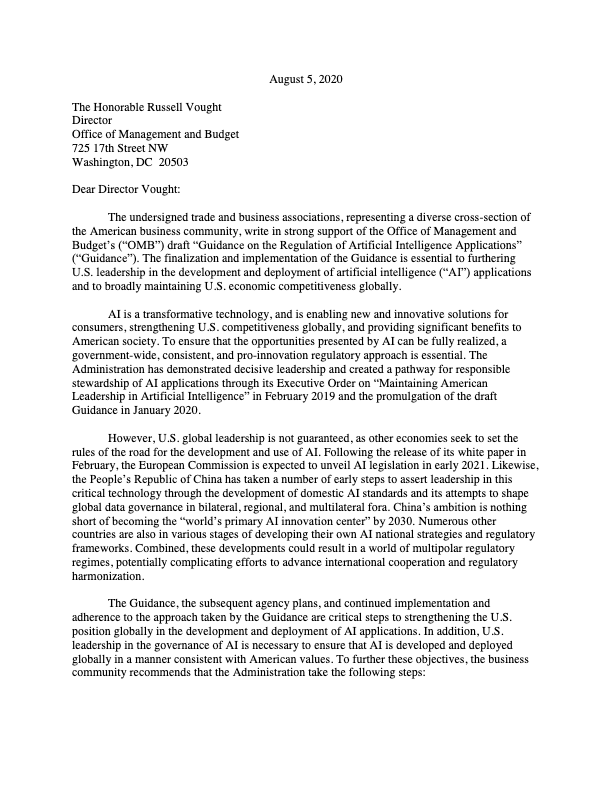 August 5, 2020
The Honorable Russell Vought
Director
Office of Management and Budget
725 17th Street NW
Washington, DC  20503
Dear Director Vought:
The undersigned trade and business associations, representing a diverse cross-section of
the American business community, write in strong support of the Office of Management and
Budget’s (“OMB”) draft “Guidance on the Regulation of Artificial Intelligence Applications”
(“Guidance”). The finalization and implementation of the Guidance is essential to furthering
U.S. leadership in the development and deployment of artificial intelligence (“AI”) applications
and to broadly maintaining U.S. economic competitiveness globally.
AI is a transformative technology, and is enabling new and innovative solutions for
consumers, strengthening U.S. competitiveness globally, and providing significant benefits to
American society. To ensure that the opportunities presented by AI can be fully realized, a
government-wide, consistent, and pro-innovation regulatory approach is essential. The
Administration has demonstrated decisive leadership and created a pathway for responsible
stewardship of AI applications through its Executive Order on “Maintaining American
Leadership in Artificial Intelligence” in February 2019 and the promulgation of the draft
Guidance in January 2020.
However, U.S. global leadership is not guaranteed, as other economies seek to set the
rules of the road for the development and use of AI. Following the release of its white paper in
February, the European Commission is expected to unveil AI legislation in early 2021. Likewise,
the People’s Republic of China has taken a number of early steps to assert leadership in this
critical technology through the development of domestic AI standards and its attempts to shape
global data governance in bilateral, regional, and multilateral fora. China’s ambition is nothing
short of becoming the “world’s primary AI innovation center” by 2030. Numerous other
countries are also in various stages of developing their own AI national strategies and regulatory
frameworks. Combined, these developments could result in a world of multipolar regulatory
regimes, potentially complicating efforts to advance international cooperation and regulatory
harmonization.
The Guidance, the subsequent agency plans, and continued implementation and
adherence to the approach taken by the Guidance are critical steps to strengthening the U.S.
position globally in the development and deployment of AI applications. In addition, U.S.
leadership in the governance of AI is necessary to ensure that AI is developed and deployed
globally in a manner consistent with American values. To further these objectives, the business
community recommends that the Administration take the following steps: